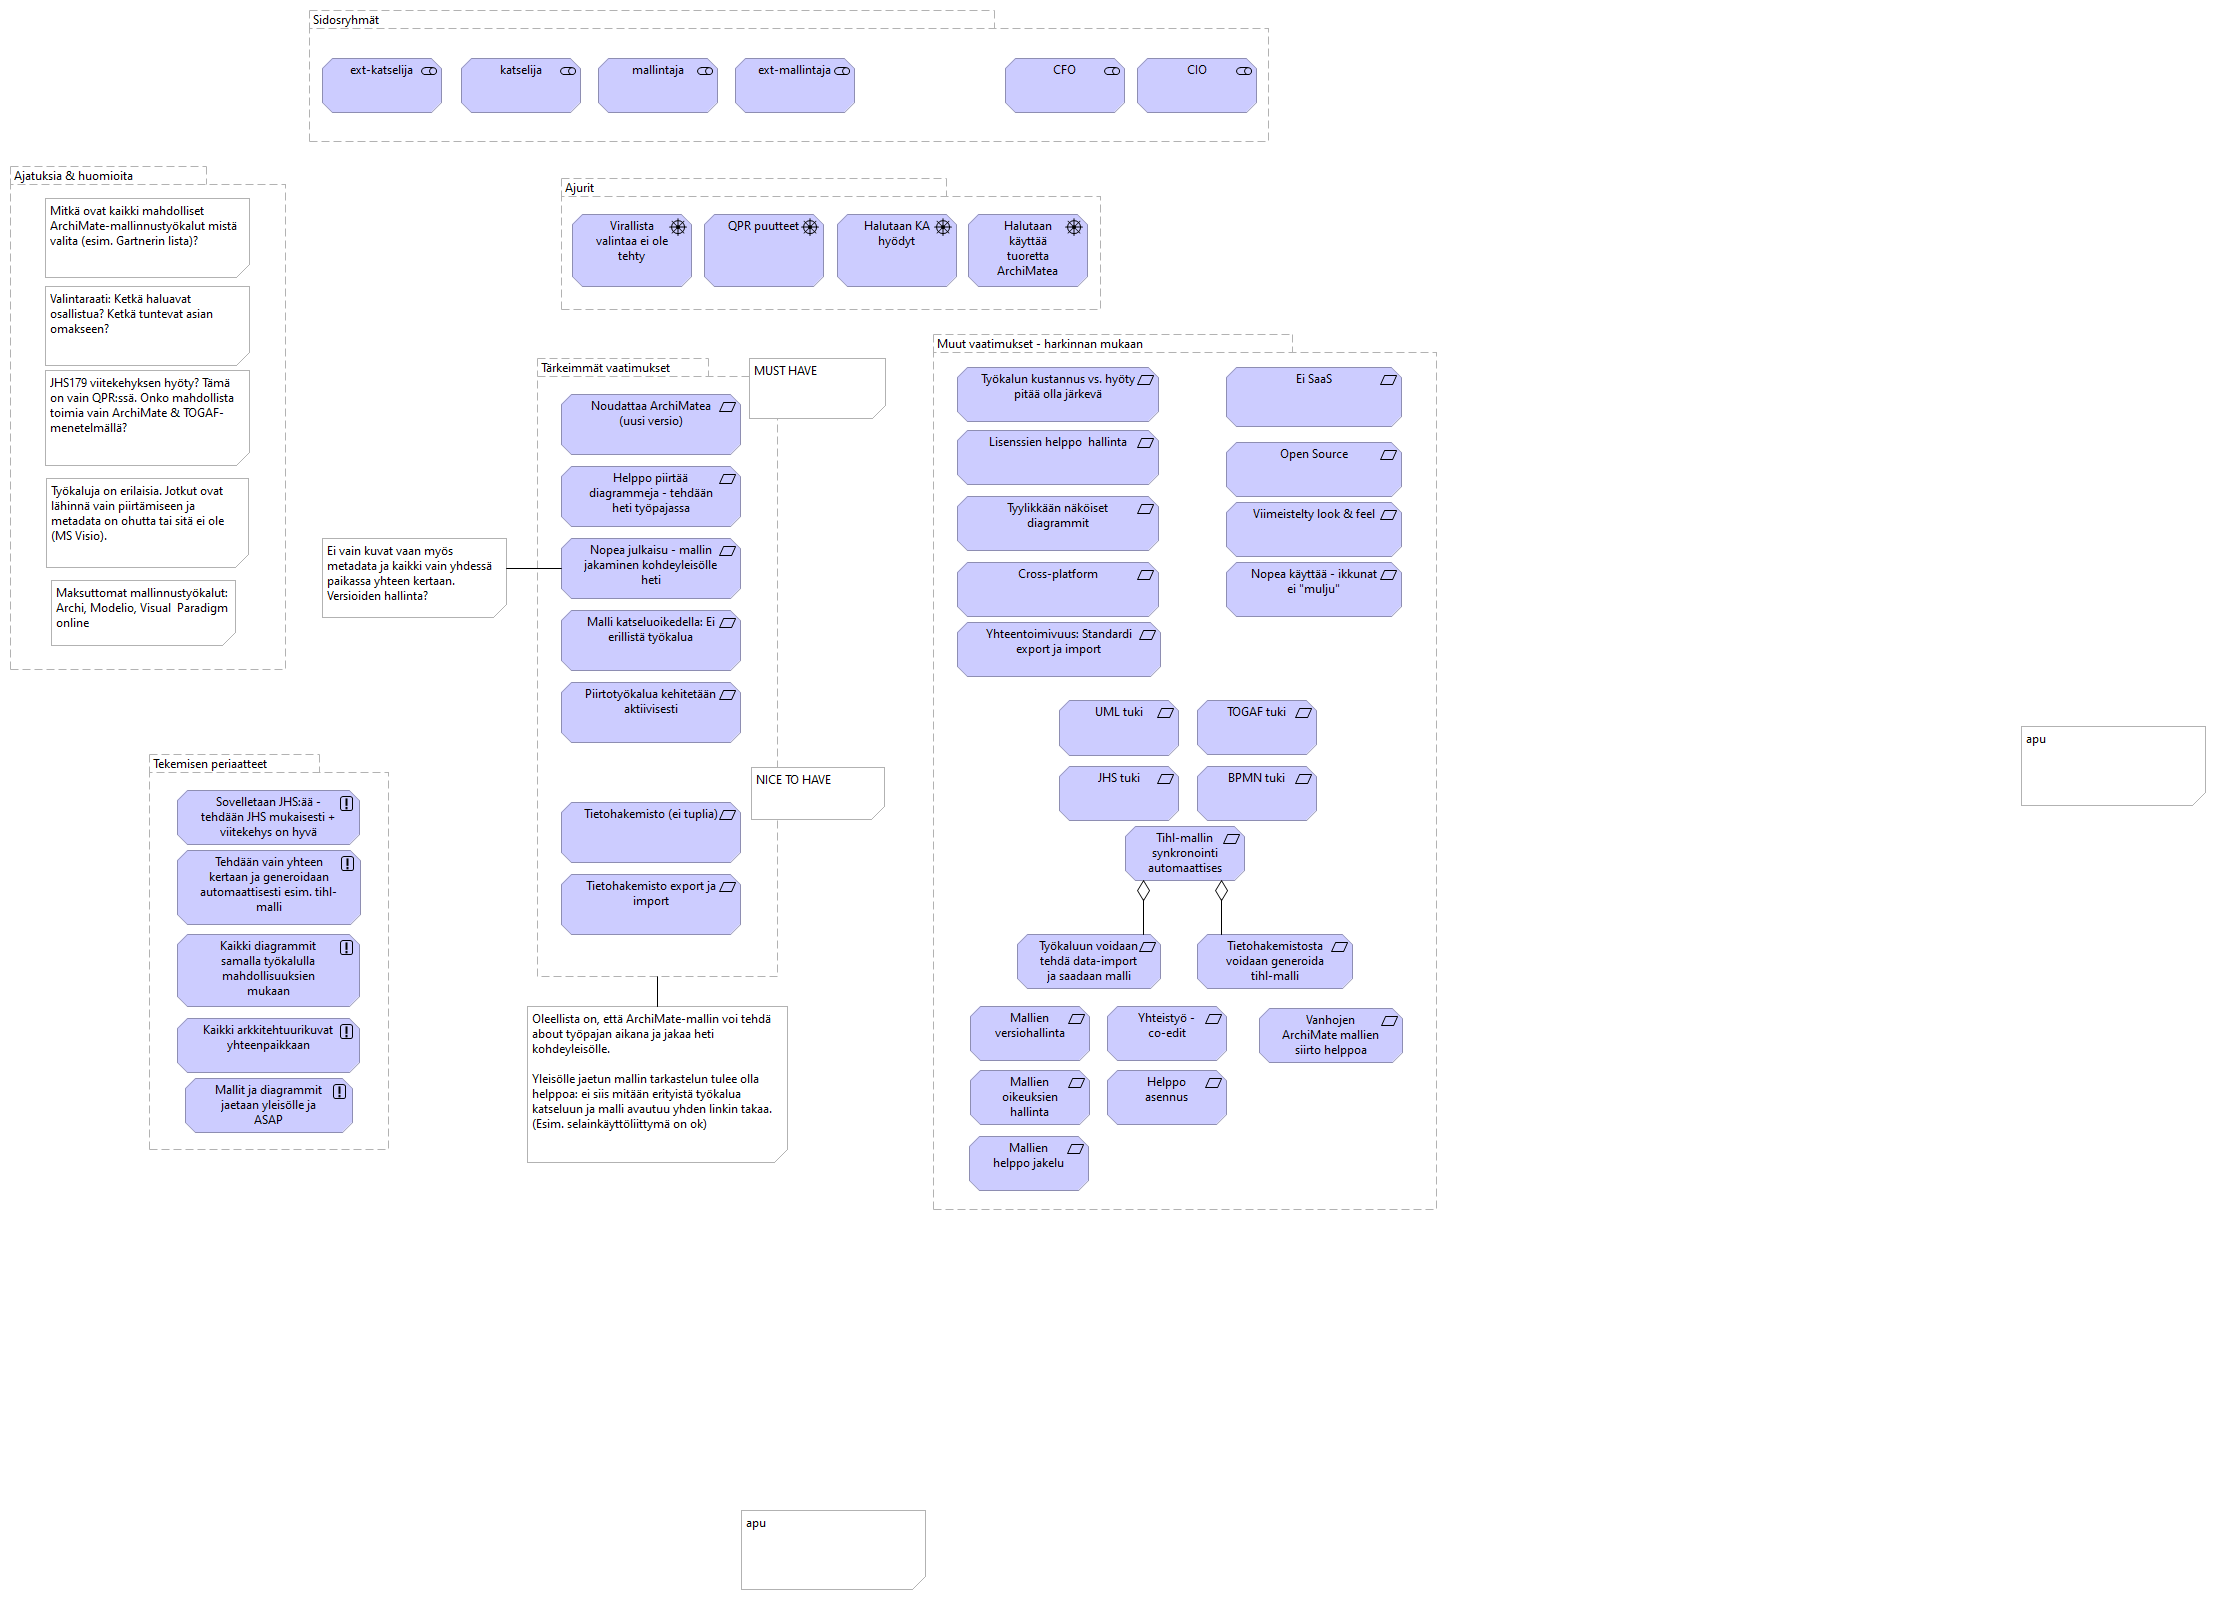 Sidosryhmät
ext-katselija
katselija
mallintaja
ext-mallintaja
CFO
CIO
Ajatuksia & huomioita
Mitkä ovat kaikki mahdolliset
ArchiMate-mallinnustyökalut mistä
valita (esim. Gartnerin lista)?
Valintaraati: Ketkä haluavat
osallistua? Ketkä tuntevat asian
omakseen?
JHS179 viitekehyksen hyöty? Tämä
on vain QPR:ssä. Onko mahdollista
toimia vain ArchiMate & TOGAF-
menetelmällä?
Työkaluja on erilaisia. Jotkut ovat
lähinnä vain piirtämiseen ja
metadata on ohutta tai sitä ei ole
(MS Visio).
Maksuttomat mallinnustyökalut:
Archi, Modelio, Visual  Paradigm
online
Ajurit
Virallista
valintaa ei ole
tehty
QPR puutteet
Halutaan KA
hyödyt
Halutaan
käyttää
tuoretta
ArchiMatea
Tärkeimmät vaatimukset
MUST HAVE
Noudattaa ArchiMatea
(uusi versio)
Helppo piirtää
diagrammeja - tehdään
heti työpajassa
Nopea julkaisu - mallin
jakaminen kohdeyleisölle
heti
Ei vain kuvat vaan myös
metadata ja kaikki vain yhdessä
paikassa yhteen kertaan.
Versioiden hallinta?
Malli katseluoikedella: Ei
erillistä työkalua
Piirtotyökalua kehitetään
aktiivisesti
NICE TO HAVE
Tietohakemisto (ei tuplia)
Tietohakemisto export ja
import
Oleellista on, että ArchiMate-mallin voi tehdä
about työpajan aikana ja jakaa heti
kohdeyleisölle.
Yleisölle jaetun mallin tarkastelun tulee olla
helppoa: ei siis mitään erityistä työkalua
katseluun ja malli avautuu yhden linkin takaa.
(Esim. selainkäyttöliittymä on ok)
Tekemisen periaatteet
Sovelletaan JHS:ää -
tehdään JHS mukaisesti +
viitekehys on hyvä
Tehdään vain yhteen
kertaan ja generoidaan
automaattisesti esim. tihl-
malli
Kaikki diagrammit
samalla työkalulla
mahdollisuuksien
mukaan
Kaikki arkkitehtuurikuvat
yhteenpaikkaan
Mallit ja diagrammit
jaetaan yleisölle ja
ASAP
Muut vaatimukset - harkinnan mukaan
Työkalun kustannus vs. hyöty
pitää olla järkevä
Ei SaaS
Lisenssien helppo  hallinta
Open Source
Tyylikkään näköiset
diagrammit
Viimeistelty look & feel
Cross-platform
Nopea käyttää - ikkunat
ei "mulju"
Yhteentoimivuus: Standardi
export ja import
UML tuki
TOGAF tuki
JHS tuki
BPMN tuki
Tihl-mallin
synkronointi
automaattises
Työkaluun voidaan
tehdä data-import
ja saadaan malli
Tietohakemistosta
voidaan generoida
tihl-malli
Mallien
versiohallinta
Yhteistyö -
co-edit
Vanhojen
ArchiMate mallien
siirto helppoa
Mallien
oikeuksien
hallinta
Helppo
asennus
Mallien
helppo jakelu
apu
apu